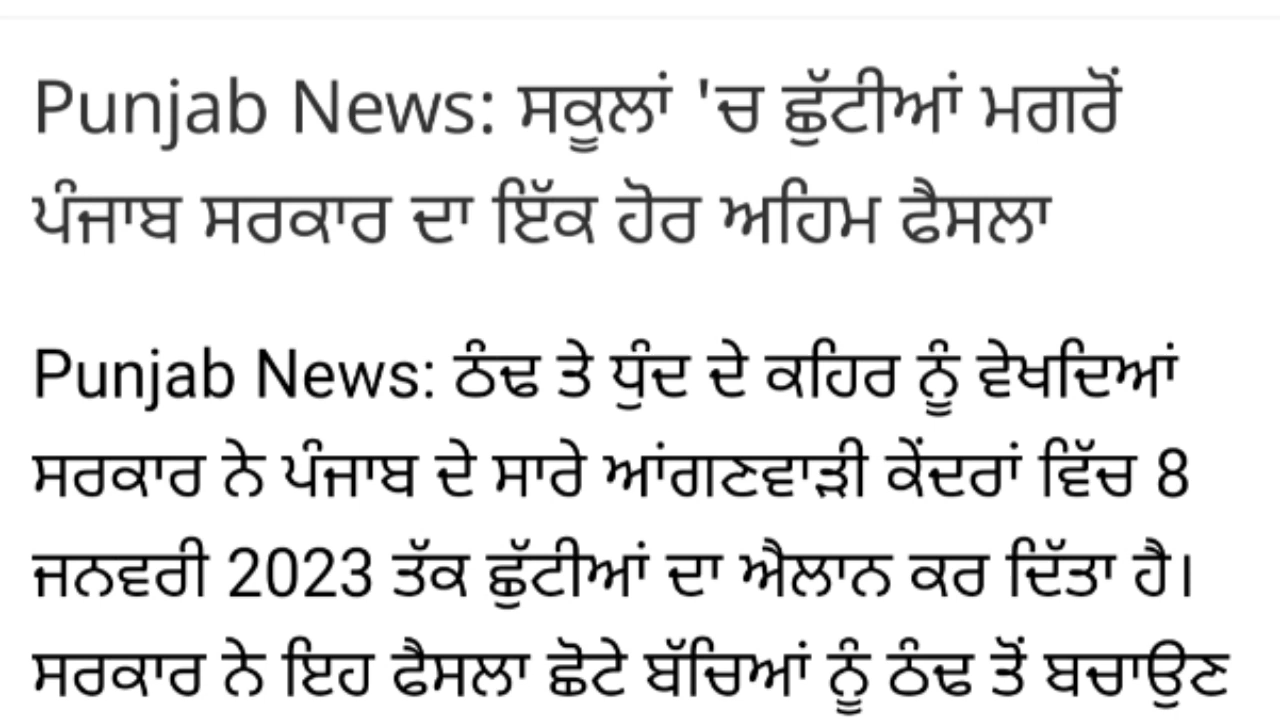 Punjab News: ਸਕੂਲਾਂ 'ਚ ਛੁੱਟੀਆਂ ਮਗਰੋਂ
ਪੰਜਾਬ ਸਰਕਾਰ ਦਾ ਇੱਕ ਹੋਰ ਅਹਿਮ ਫੈਸਲਾ
Punjab News: ਠੰਢ ਤੇ ਧੁੰਦ ਦੇ ਕਹਿਰ ਨੂੰ ਵੇਖਦਿਆਂ
ਸਰਕਾਰ ਨੇ ਪੰਜਾਬ ਦੇ ਸਾਰੇ ਆਂਗਣਵਾੜੀ ਕੇਂਦਰਾਂ ਵਿੱਚ 8
ਜਨਵਰੀ 2023 ਤੱਕ ਛੁੱਟੀਆਂ ਦਾ ਐਲਾਨ ਕਰ ਦਿੱਤਾ ਹੈ।
ਸਰਕਾਰ ਨੇ ਇਹ ਫੈਸਲਾ ਛੋਟੇ ਬੱਚਿਆਂ ਨੂੰ ਠੰਢ ਤੋਂ ਬਚਾਉਣ